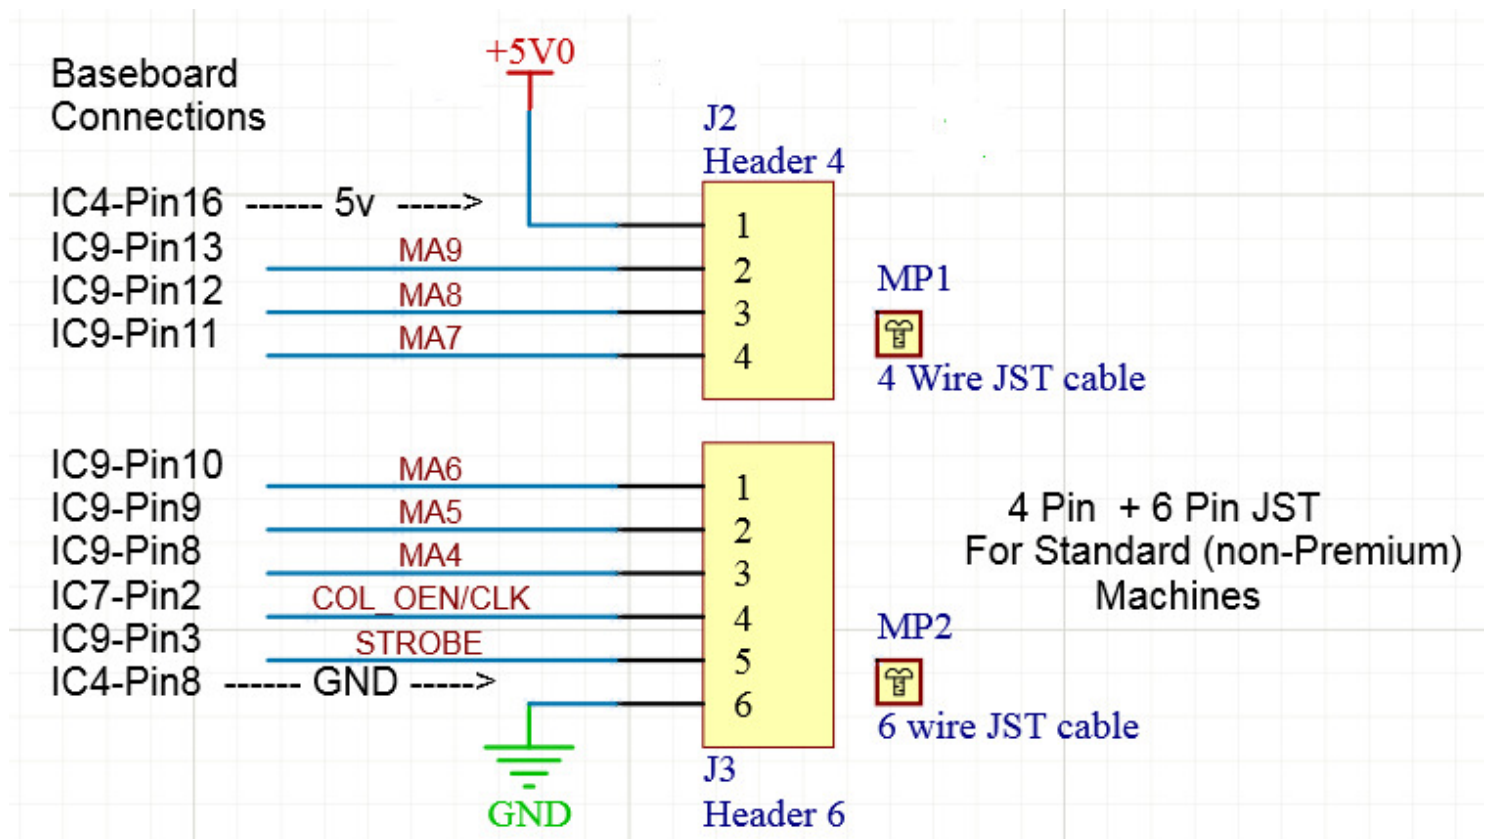 Baseboard
Connections
+5V0
J2
Header 4
IC4-Pin16 ------ 5v ----->
1
IC9-Pin13
MA9
2
IC9-Pin12
MA8
3
IC9-Pin11
MA7
4
MP1
4 Wire JST cable
IC9-Pin10
MA6
1
IC9-Pin9
MA5
2
IC9-Pin8
MA4
3
IC7-Pin2
COL_OEN/CLK
4
IC9-Pin3
STROBE
5
IC4-Pin8 ------ GND ----->
6
GND
J3
Header 6
4 Pin + 6 Pin JST
For Standard (non-Premium)
Machines
MP2
6 wire JST cable